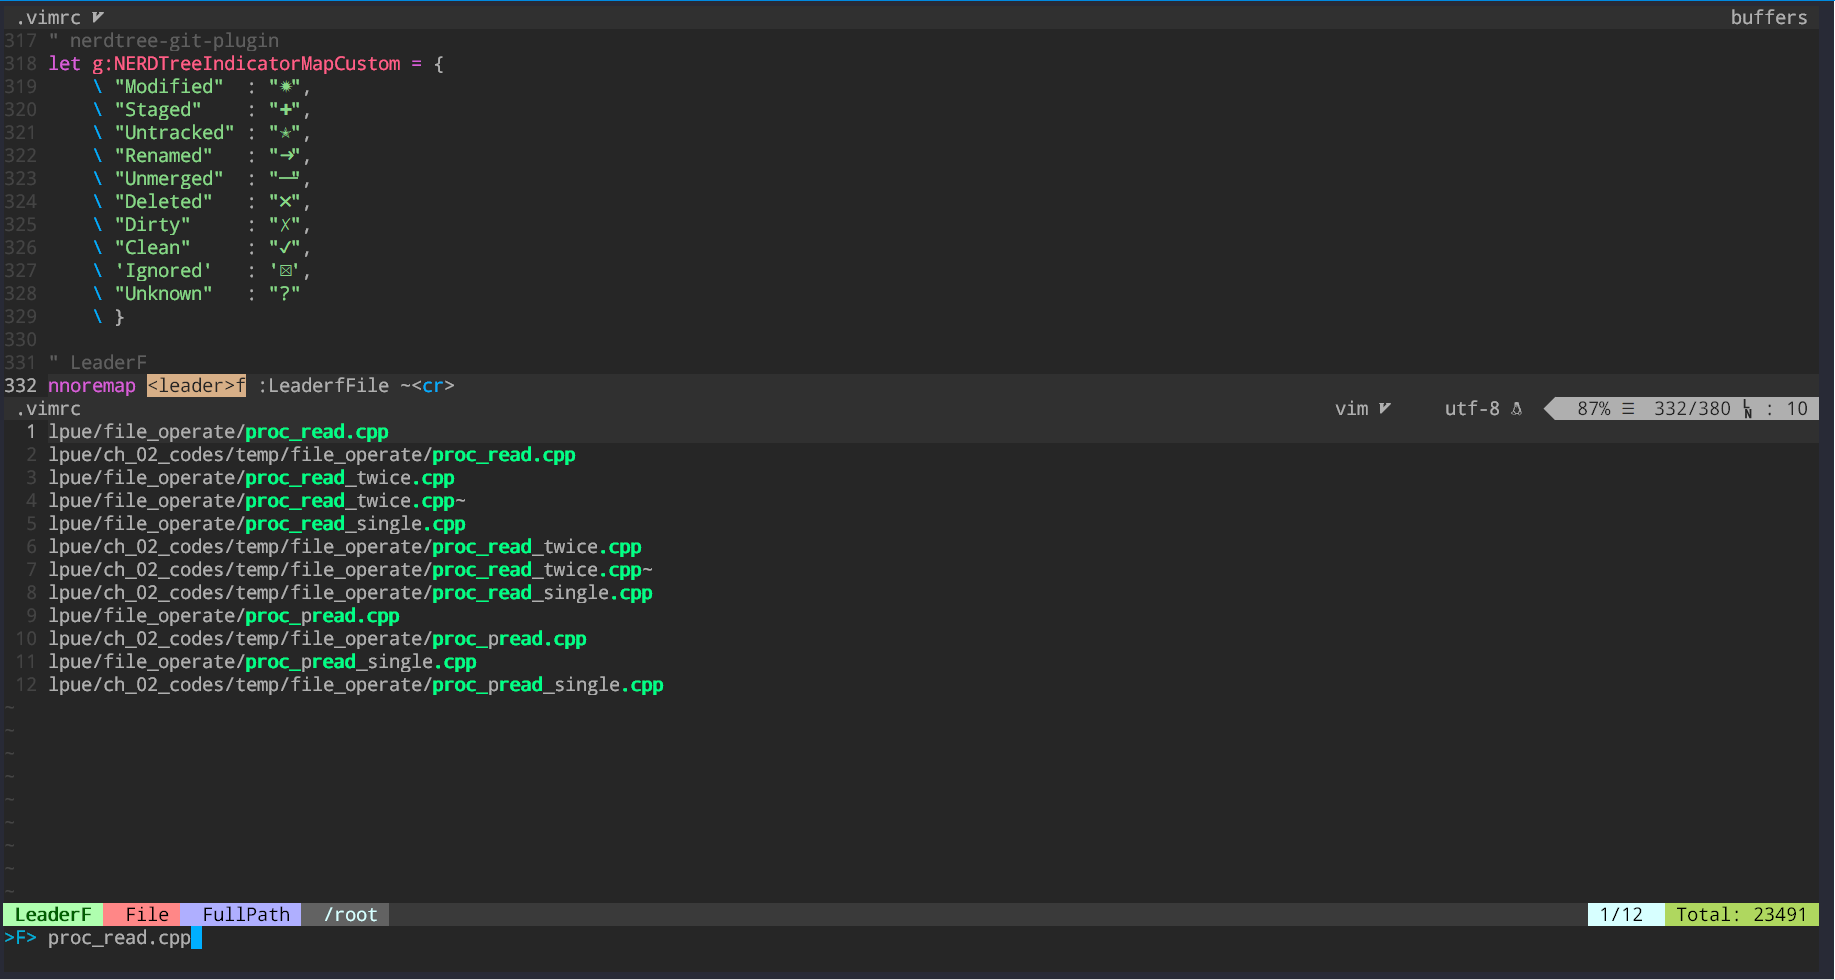 .vimrc buffers
317 " nerdtree-git-plugin
318 let g:NERDTreeIndicatorMapCustom = {
319     \ "Modified"  : "✹",
320     \ "Staged"    : "✚",
321     \ "Untracked" : "✭",
322     \ "Renamed"   : "➜",
323     \ "Unmerged"  : "═",
324     \ "Deleted"   : "✖",
325     \ "Dirty"     : "✗",
326     \ "Clean"     : "✓",
327     \ 'Ignored'   : '☒',
328     \ "Unknown"   : "?"
329     \ }
330
331 " LeaderF
332 nnoremap <leader>f :LeaderfFile ~<cr>
.vimrc vim utf-8 87% ☰ 332/380 LN : 10
1 lpue/file_operate/proc_read.cpp
2 lpue/ch_02_codes/temp/file_operate/proc_read.cpp
3 lpue/file_operate/proc_read_twice.cpp
4 lpue/file_operate/proc_read_twice.cpp~
5 lpue/file_operate/proc_read_single.cpp
6 lpue/ch_02_codes/temp/file_operate/proc_read_twice.cpp
7 lpue/ch_02_codes/temp/file_operate/proc_read_twice.cpp~
8 lpue/ch_02_codes/temp/file_operate/proc_read_single.cpp
9 lpue/file_operate/proc_pread.cpp
10 lpue/ch_02_codes/temp/file_operate/proc_pread.cpp
11 lpue/file_operate/proc_pread_single.cpp
12 lpue/ch_02_codes/temp/file_operate/proc_pread_single.cpp
~
~
~
~
~
~
~
~
~
LeaderF File FullPath /root 1/12 Total: 23491
>F> proc_read.cpp